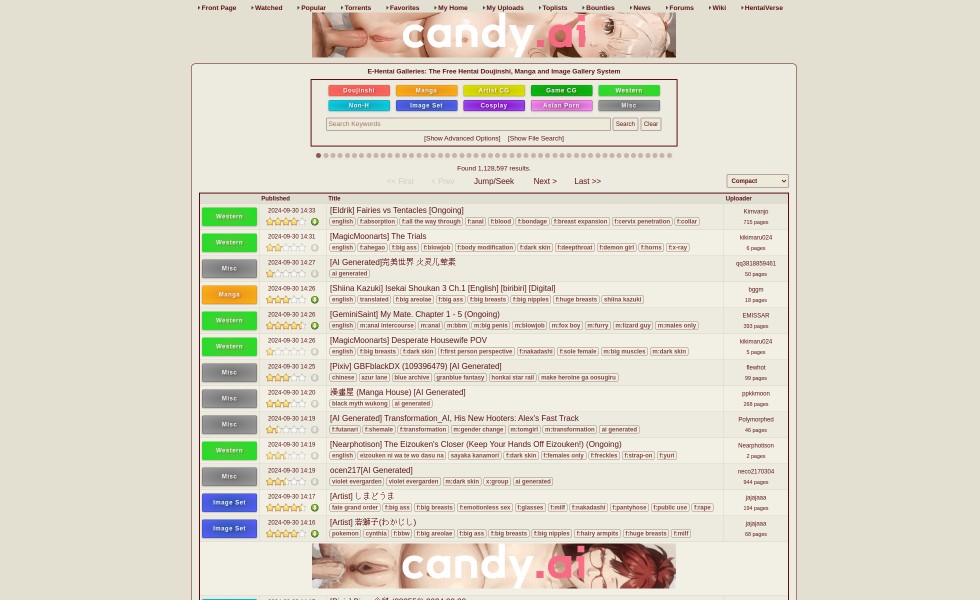 Front Page Watched Popular Torrents Favorites My Home My Uploads Toplists Bounties News Forums Wiki HentaiVerse
candy.ai
E-Hentai Galleries: The Free Hentai Doujinshi, Manga and Image Gallery System
Doujinshi Manga Artist CG Game CG Western
Non-H Image Set Cosplay Asian Porn Misc
Search Keywords Search Clear
[Show Advanced Options] [Show File Search]
Found 1,128,597 results.
<< First < Prev Jump/Seek Next > Last >> Compact
Published Title Uploader
Western 2024-09-30 14:33 [Eldrik] Fairies vs Tentacles [Ongoing] Kimvanjo
english f:absorption f:all the way through f:anal f:blood f:bondage f:breast expansion f:cervix penetration f:collar 715 pages
Western 2024-09-30 14:31 [MagicMoonarts] The Trials kikimaru024
english f:ahegao f:big ass f:blowjob f:body modification f:dark skin f:deepthroat f:demon girl f:horns f:x-ray 6 pages
Misc 2024-09-30 14:27 [AI Generated]完美世界 火灵儿荤素 qq3818859461
ai generated 50 pages
Manga 2024-09-30 14:26 [Shiina Kazuki] Isekai Shoukan 3 Ch.1 [English] [biribiri] [Digital] bggm
english translated f:big areolae f:big ass f:big breasts f:big nipples f:huge breasts shiina kazuki 18 pages
Western 2024-09-30 14:26 [GeminiSaint] My Mate. Chapter 1 - 5 (Ongoing) EMISSAR
english m:anal intercourse m:anal m:bbm m:big penis m:blowjob m:fox boy m:furry m:lizard guy m:males only 393 pages
Western 2024-09-30 14:26 [MagicMoonarts] Desperate Housewife POV kikimaru024
english f:big breasts f:dark skin f:first person perspective f:nakadashi f:sole female m:big muscles m:dark skin 5 pages
Misc 2024-09-30 14:25 [Pixiv] GBFblackDX (109396479) [AI Generated] flewhot
chinese azur lane blue archive granblue fantasy honkai star rail make heroine ga oosugiru 99 pages
Misc 2024-09-30 14:20 漫畫屋 (Manga House) [AI Generated] ppkkmoon
black myth wukong ai generated 268 pages
Misc 2024-09-30 14:19 [AI Generated] Transformation_AI, His New Hooters: Alex's Fast Track Polymorphed
f:futanari f:shemale f:transformation m:gender change m:tomgirl m:transformation ai generated 46 pages
Western 2024-09-30 14:19 [Nearphotison] The Eizouken's Closer (Keep Your Hands Off Eizouken!) (Ongoing) Nearphotison
english eizouken ni wa te wo dasu na sayaka kanamori f:dark skin f:females only f:freckles f:strap-on f:yuri 2 pages
Misc 2024-09-30 14:19 ocen217[AI Generated] neco2170304
violet evergarden violet evergarden m:dark skin x:group ai generated 944 pages
Image Set 2024-09-30 14:17 [Artist] しまどうま jajajaaa
fate grand order f:big ass f:big breasts f:emotionless sex f:glasses f:milf f:nakadashi f:pantyhose f:public use f:rape 194 pages
Image Set 2024-09-30 14:16 [Artist] 若獅子(わかじし) jajajaaa
pokemon cynthia f:bbw f:big areolae f:big ass f:big breasts f:big nipples f:hairy armpits f:huge breasts f:milf 68 pages
candy.ai